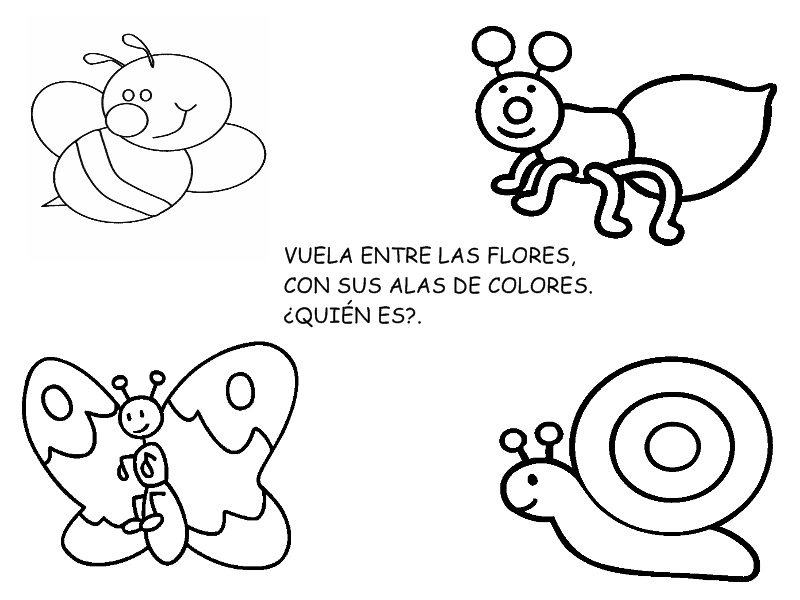 VUELA ENTRE LAS FLORES,
CON SUS ALAS DE COLORES.
¿QUIÉN ES?.